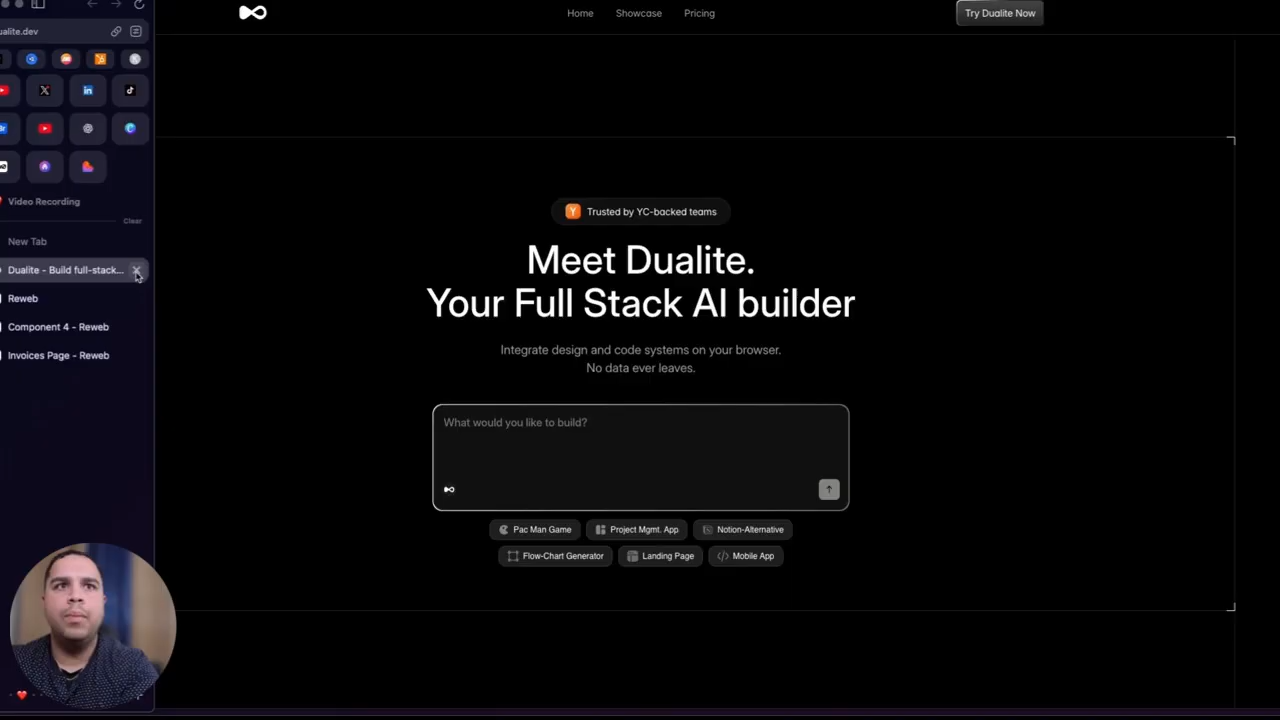 Home
Showcase
Pricing
Try Dualite Now
ualite.dev
Video Recording
Clear
New Tab
Dualite - Build full-stack...
Reweb
Component 4 - Reweb
Invoices Page - Reweb
Trusted by YC-backed teams
Meet Dualite.
Your Full Stack AI builder
Integrate design and code systems on your browser.
No data ever leaves.
What would you like to build?
Pac Man Game
Project Mgmt. App
Notion-Alternative
Flow-Chart Generator
Landing Page
Mobile App